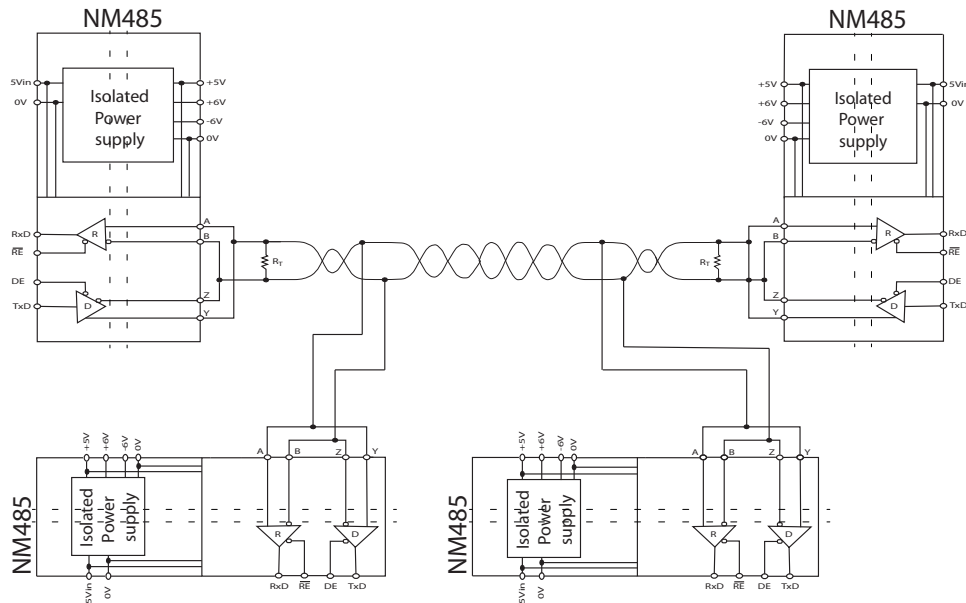 NM485
NM485
5Vin
0V
Isolated
Power
supply
+5V
+6V
-6V
0V
+5V
+6V
-6V
0V
Isolated
Power
supply
5Vin
0V
RxD
RE
DE
TxD
R
D
A
B
Z
Y
RT
RT
A
B
Z
Y
R
D
RxD
RE
DE
TxD
NM485
+5V
+6V
-6V
0V
Isolated
Power
supply
5Vin
0V
A
B
Z
Y
R
D
RxD
RE
DE
TxD
NM485
+5V
+6V
-6V
0V
Isolated
Power
supply
5Vin
0V
A
B
Z
Y
R
D
RxD
RE
DE
TxD